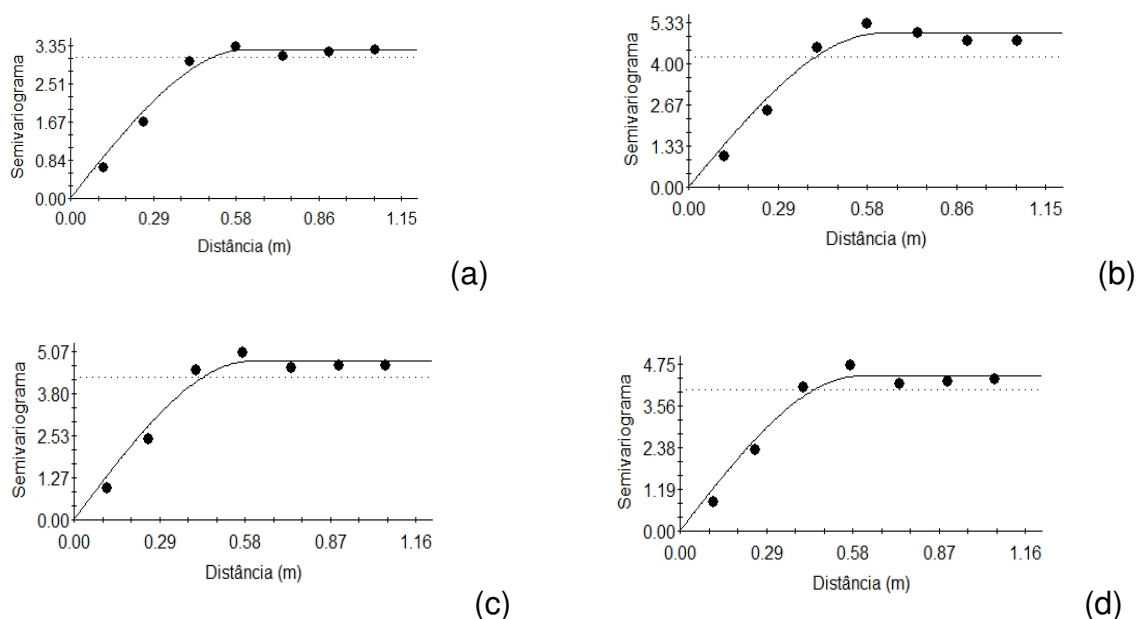 3.35
2.51
1.67
0.84
0.00
Semivariograma
0.00 0.29 0.58 0.86 1.15
Distância (m)
(a)
5.33
4.00
2.67
1.33
0.00
Semivariograma
0.00 0.29 0.58 0.86 1.15
Distância (m)
(b)
5.07
3.80
2.53
1.27
0.00
Semivariograma
0.00 0.29 0.58 0.87 1.16
Distância (m)
(c)
4.75
3.56
2.38
1.19
0.00
Semivariograma
0.00 0.29 0.58 0.87 1.16
Distância (m)
(d)